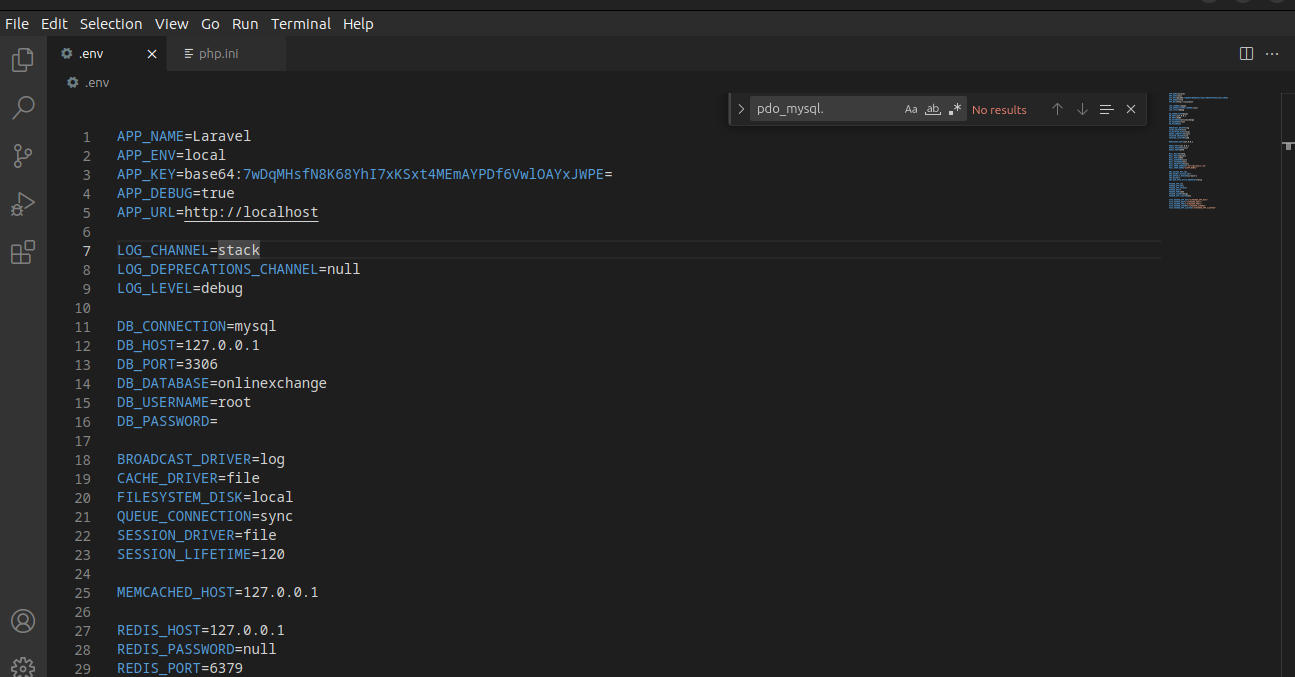 File Edit Selection View Go Run Terminal Help
.env php.ini
.env
pdo_mysql. Aa ab .* No results
1 APP_NAME=Laravel
2 APP_ENV=local
3 APP_KEY=base64:7wDqMHsfN8K68YhI7xKSxt4MEmAYPDf6VwlOAYxJWPE=
4 APP_DEBUG=true
5 APP_URL=http://localhost
6
7 LOG_CHANNEL=stack
8 LOG_DEPRECATIONS_CHANNEL=null
9 LOG_LEVEL=debug
10
11 DB_CONNECTION=mysql
12 DB_HOST=127.0.0.1
13 DB_PORT=3306
14 DB_DATABASE=onlinexchange
15 DB_USERNAME=root
16 DB_PASSWORD=
17
18 BROADCAST_DRIVER=log
19 CACHE_DRIVER=file
20 FILESYSTEM_DISK=local
21 QUEUE_CONNECTION=sync
22 SESSION_DRIVER=file
23 SESSION_LIFETIME=120
24
25 MEMCACHED_HOST=127.0.0.1
26
27 REDIS_HOST=127.0.0.1
28 REDIS_PASSWORD=null
29 REDIS_PORT=6379